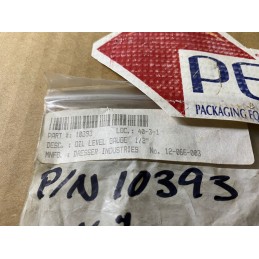 PE
PACKAGING FO
PART #: 10393 LOC.: 40-3-1
DESC.: OIL LEVEL GAUGE, 1/2"
MNFG.: DRESSER INDUSTRIES No. 12-066-003
P/N 10393